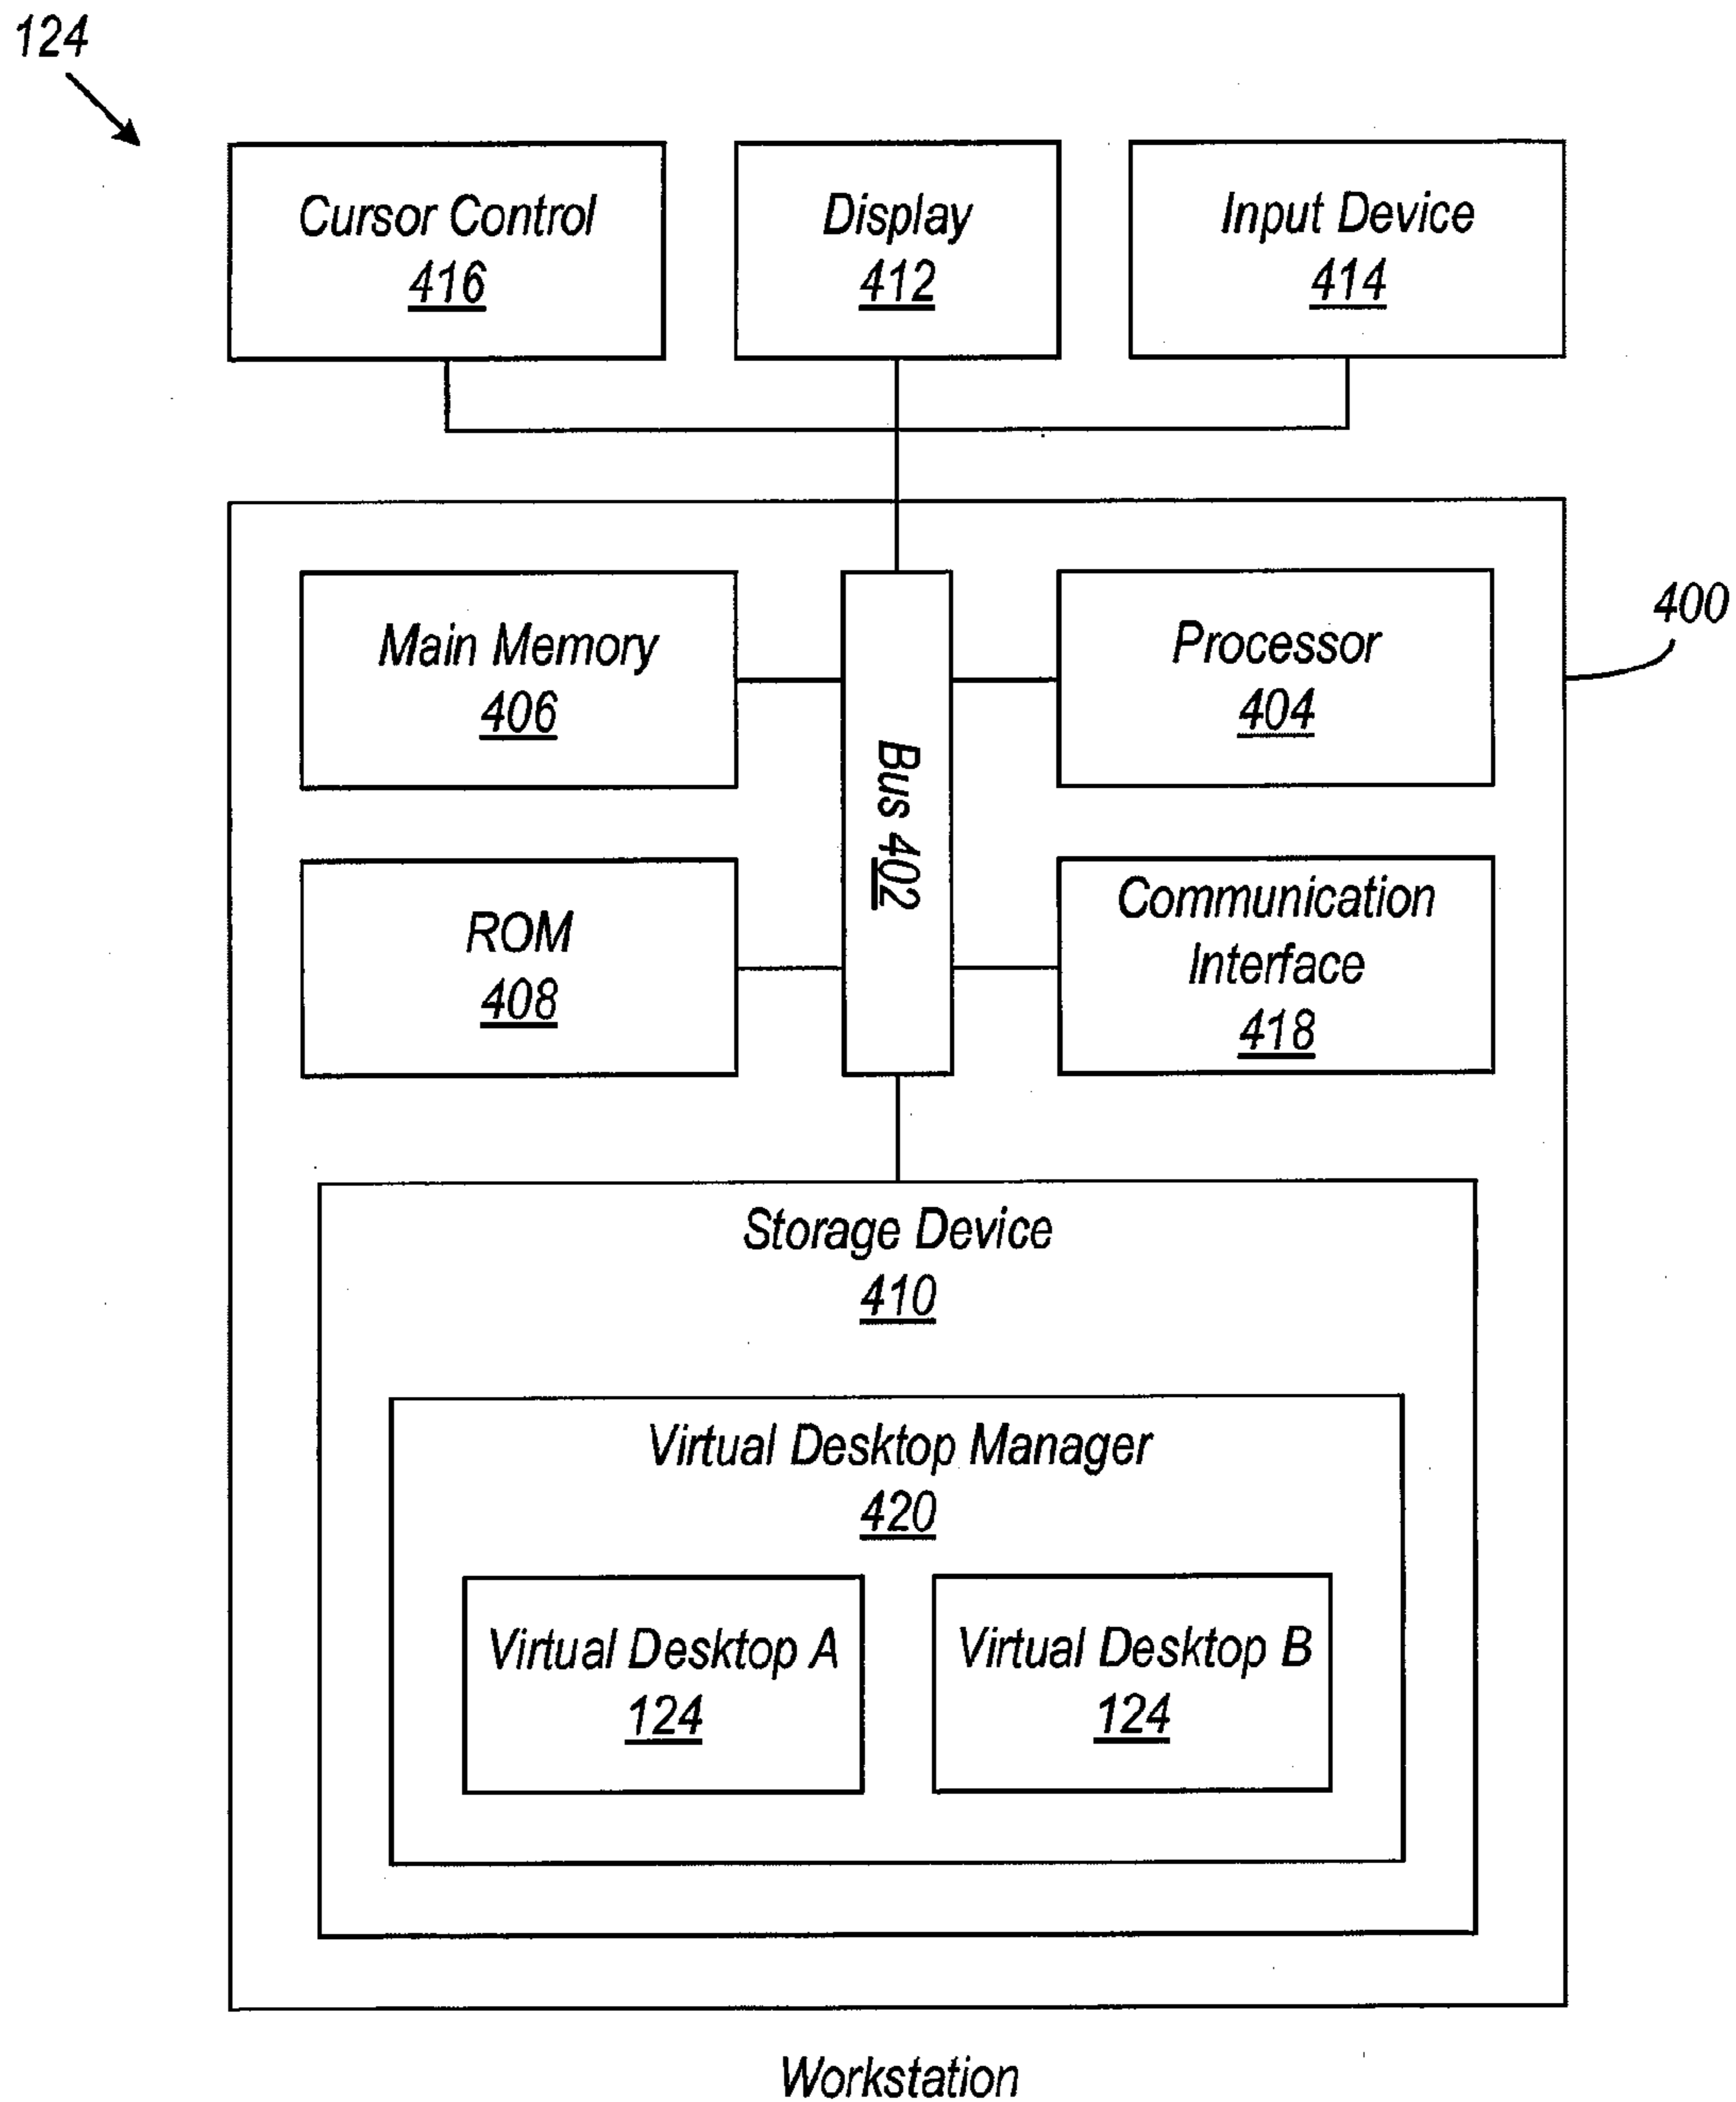 124
Cursor Control
416
Display
412
Input Device
414
400
Main Memory
406
Processor
404
Bus 402
ROM
408
Communication
Interface
418
Storage Device
410
Virtual Desktop Manager
420
Virtual Desktop A
124
Virtual Desktop B
124
Workstation